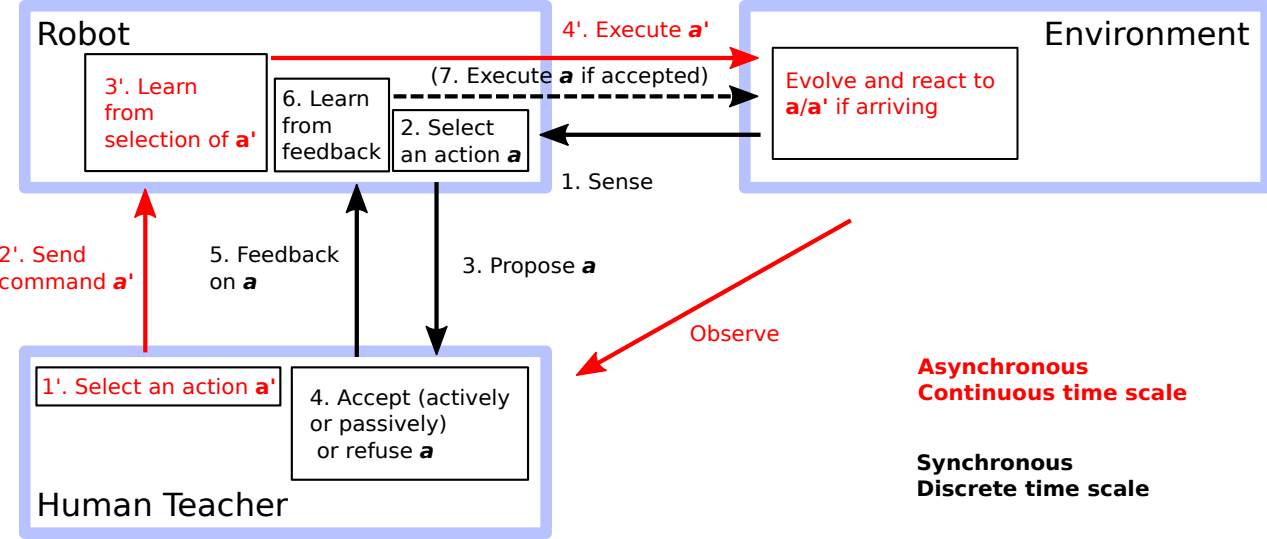 Robot
3'. Learn
from
selection of a'
6. Learn
from
feedback
2. Select
an action a
4'. Execute a'
(7. Execute a if accepted)
1. Sense
Environment
Evolve and react to
a/a' if arriving
2'. Send
command a'
5. Feedback
on a
3. Propose a
Observe
1'. Select an action a'
4. Accept (actively
or passively)
or refuse a
Human Teacher
Asynchronous
Continuous time scale
Synchronous
Discrete time scale